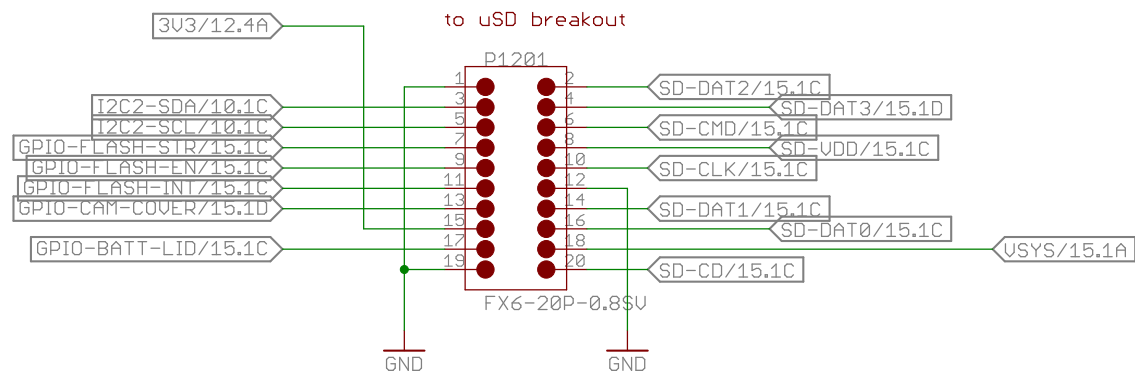 to uSD breakout
3V3/12.4A
P1201
1 2
SD-DAT2/15.1C
I2C2-SDA/10.1C
3 4
SD-DAT3/15.1D
I2C2-SCL/10.1C
5 6
SD-CMD/15.1C
GPIO-FLASH-STR/15.1C
7 8
SD-VDD/15.1C
GPIO-FLASH-EN/15.1C
9 10
SD-CLK/15.1C
GPIO-FLASH-INT/15.1C
11 12
GPIO-CAM-COVER/15.1D
13 14
SD-DAT1/15.1C
15 16
SD-DAT0/15.1C
GPIO-BATT-LID/15.1C
17 18
VSYS/15.1A
19 20
SD-CD/15.1C
FX6-20P-0.8SV
GND
GND